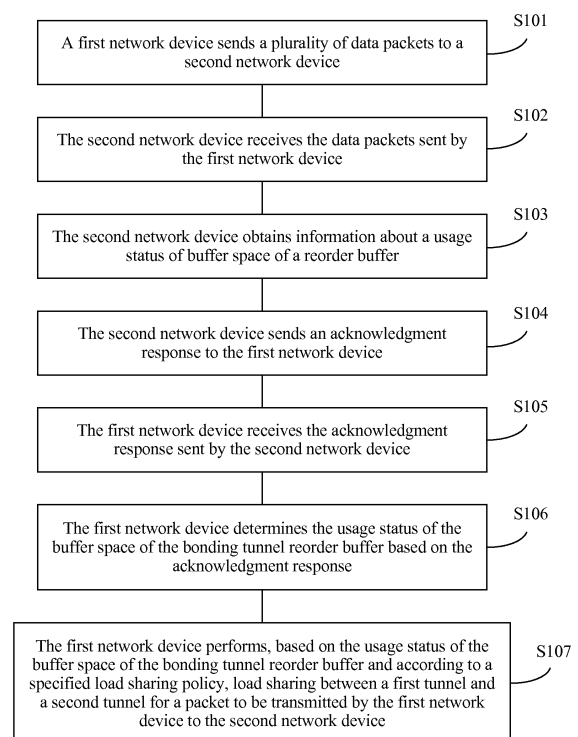 S101
A first network device sends a plurality of data packets to a
second network device
S102
The second network device receives the data packets sent by
the first network device
S103
The second network device obtains information about a usage
status of buffer space of a reorder buffer
S104
The second network device sends an acknowledgment
response to the first network device
S105
The first network device receives the acknowledgment
response sent by the second network device
S106
The first network device determines the usage status of the
buffer space of the bonding tunnel reorder buffer based on the
acknowledgment response
S107
The first network device performs, based on the usage status of the
buffer space of the bonding tunnel reorder buffer and according to a
specified load sharing policy, load sharing between a first tunnel and
a second tunnel for a packet to be transmitted by the first network
device to the second network device